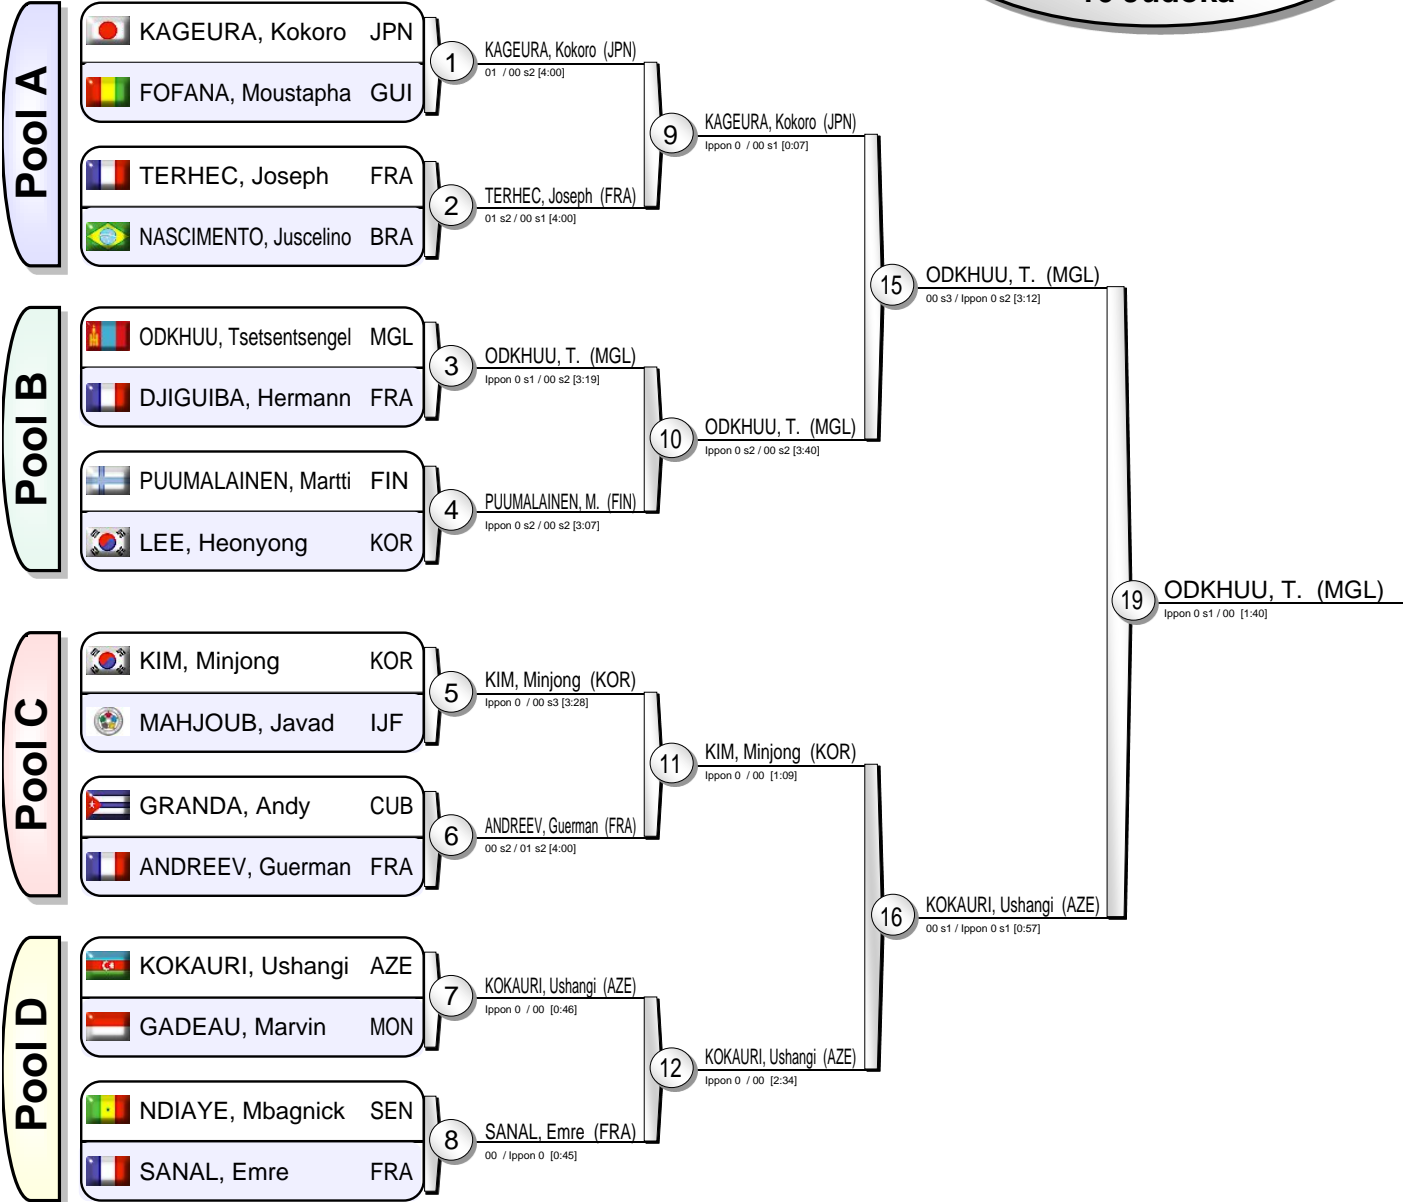 Pool A
KAGEURA, Kokoro JPN
FOFANA, Moustapha GUI
TERHEC, Joseph FRA
NASCIMENTO, Juscelino BRA
Pool B
ODKHUU, Tsetsentsengel MGL
DJIGUIBA, Hermann FRA
PUUMALAINEN, Martti FIN
LEE, Heonyong KOR
Pool C
KIM, Minjong KOR
MAHJOUB, Javad IJF
GRANDA, Andy CUB
ANDREEV, Guerman FRA
Pool D
KOKAURI, Ushangi AZE
GADEAU, Marvin MON
NDIAYE, Mbagnick SEN
SANAL, Emre FRA
1
KAGEURA, Kokoro (JPN)
01 / 00 s2 [4:00]
2
TERHEC, Joseph (FRA)
01 s2 / 00 s1 [4:00]
3
ODKHUU, T. (MGL)
Ippon 0 s1 / 00 s2 [3:19]
4
PUUMALAINEN, M. (FIN)
Ippon 0 s2 / 00 s2 [3:07]
5
KIM, Minjong (KOR)
Ippon 0 / 00 s3 [3:28]
6
ANDREEV, Guerman (FRA)
00 s2 / 01 s2 [4:00]
7
KOKAURI, Ushangi (AZE)
Ippon 0 / 00 [0:46]
8
SANAL, Emre (FRA)
00 / Ippon 0 [0:45]
9
KAGEURA, Kokoro (JPN)
Ippon 0 / 00 s1 [0:07]
10
ODKHUU, T. (MGL)
Ippon 0 s2 / 00 s2 [3:40]
11
KIM, Minjong (KOR)
Ippon 0 / 00 [1:09]
12
KOKAURI, Ushangi (AZE)
Ippon 0 / 00 [2:34]
15
ODKHUU, T. (MGL)
00 s3 / Ippon 0 s2 [3:12]
16
KOKAURI, Ushangi (AZE)
00 s1 / Ippon 0 s1 [0:57]
19
ODKHUU, T. (MGL)
Ippon 0 s1 / 00 [1:40]